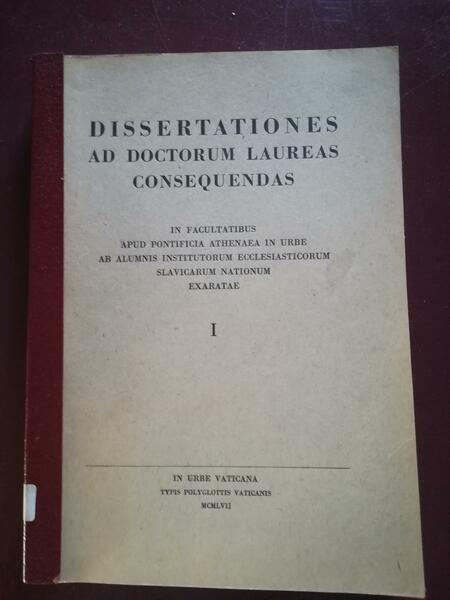 DISSERTATIONES
AD DOCTORUM LAUREAS
CONSEQUENDAS
IN FACULTATIBUS
APUD PONTIFICIA ATHENAEA IN URBE
AB ALUMNIS INSTITUTORUM ECCLESIASTICORUM
SLAVICARUM NATIONUM
EXARATAE
I
IN URBE VATICANA
TYPIS POLYGLOTTIS VATICANIS
MCMLVII